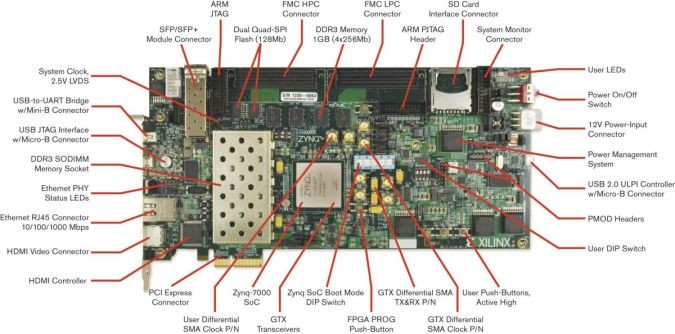 ARM
JTAG
SFP/SFP+
Module Connector
Dual Quad-SPI
Flash (128Mb)
FMC HPC
Connector
DDR3 Memory
1GB (4x256Mb)
FMC LPC
Connector
ARM PJTAG
Header
SD Card
Interface Connector
System Monitor
Connector
System Clock,
2.5V LVDS
USB-to-UART Bridge
w/Mini-B Connector
USB JTAG Interface
w/Micro-B Connector
DDR3 SODIMM
Memory Socket
Ethernet PHY
Status LEDs
Ethernet RJ45 Connector
10/100/1000 Mbps
HDMI Video Connector
HDMI Controller
User LEDs
Power On/Off
Switch
12V Power-Input
Connector
Power Management
System
USB 2.0 ULPI Controller
w/Micro-B Connector
PMOD Headers
User DIP Switch
ZYNQ
ZYNQ
XILINX
PCI Express
Connector
User Differential
SMA Clock P/N
Zynq-7000
SoC
GTX
Transceivers
Zynq SoC Boot Mode
DIP Switch
FPGA PROG
Push-Button
GTX Differential SMA
TX&RX P/N
GTX Differential
SMA Clock P/N
User Push-Buttons,
Active High